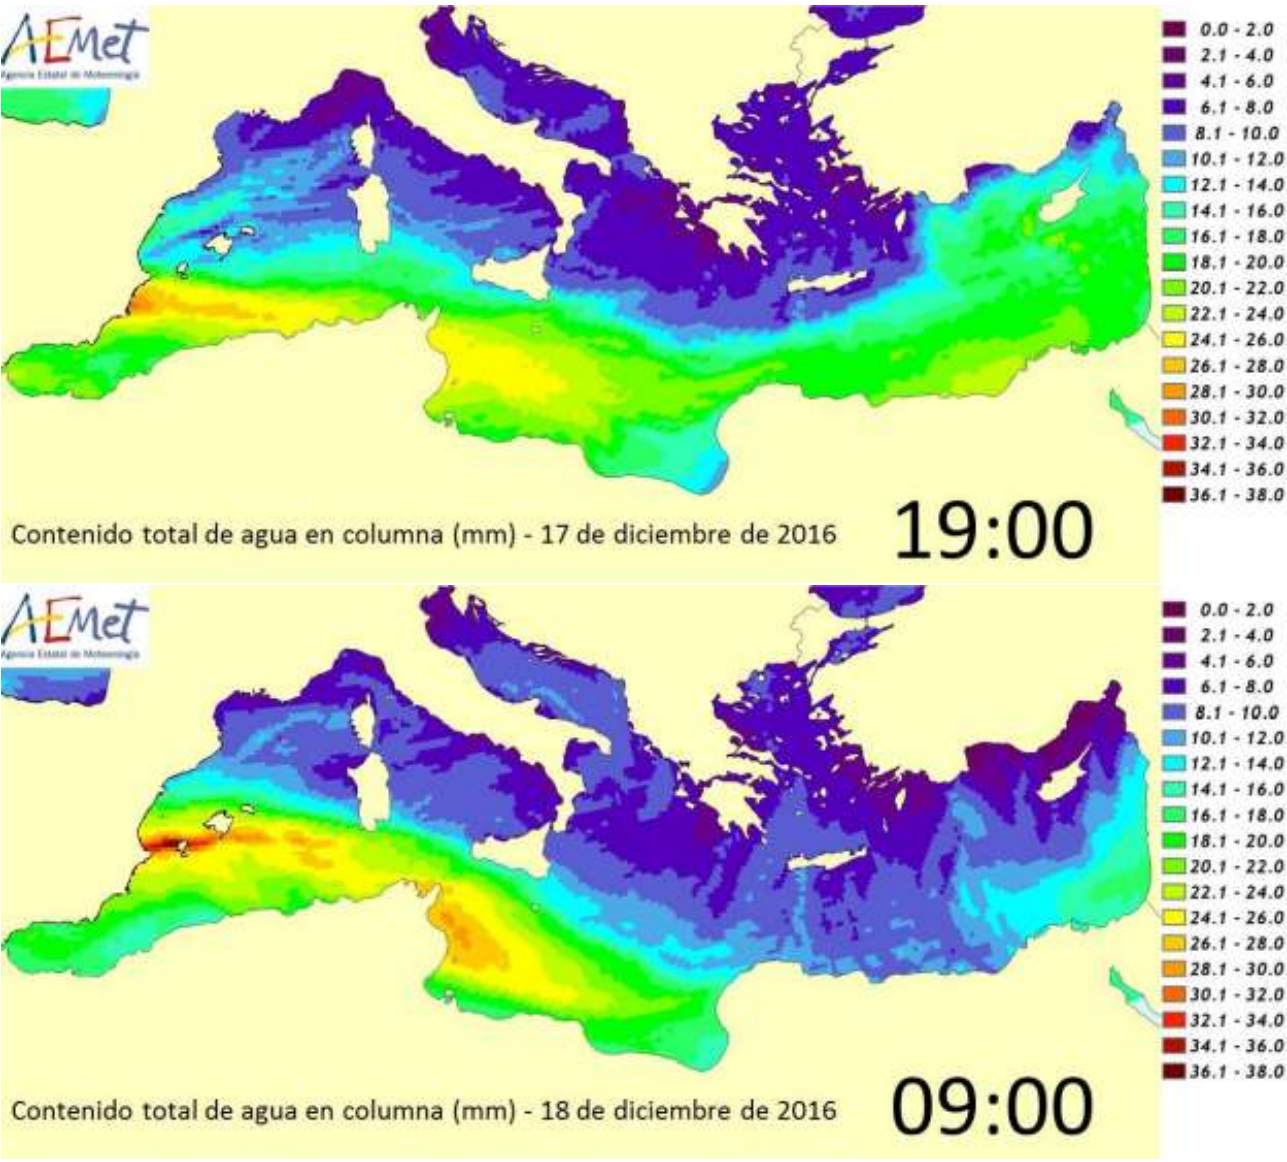 AEMet
Agencia Estatal de Meteorología
0.0 - 2.0
2.1 - 4.0
4.1 - 6.0
6.1 - 8.0
8.1 - 10.0
10.1 - 12.0
12.1 - 14.0
14.1 - 16.0
16.1 - 18.0
18.1 - 20.0
20.1 - 22.0
22.1 - 24.0
24.1 - 26.0
26.1 - 28.0
28.1 - 30.0
30.1 - 32.0
32.1 - 34.0
34.1 - 36.0
36.1 - 38.0
Contenido total de agua en columna (mm) - 17 de diciembre de 2016
19:00
AEMet
Agencia Estatal de Meteorología
0.0 - 2.0
2.1 - 4.0
4.1 - 6.0
6.1 - 8.0
8.1 - 10.0
10.1 - 12.0
12.1 - 14.0
14.1 - 16.0
16.1 - 18.0
18.1 - 20.0
20.1 - 22.0
22.1 - 24.0
24.1 - 26.0
26.1 - 28.0
28.1 - 30.0
30.1 - 32.0
32.1 - 34.0
34.1 - 36.0
36.1 - 38.0
Contenido total de agua en columna (mm) - 18 de diciembre de 2016
09:00